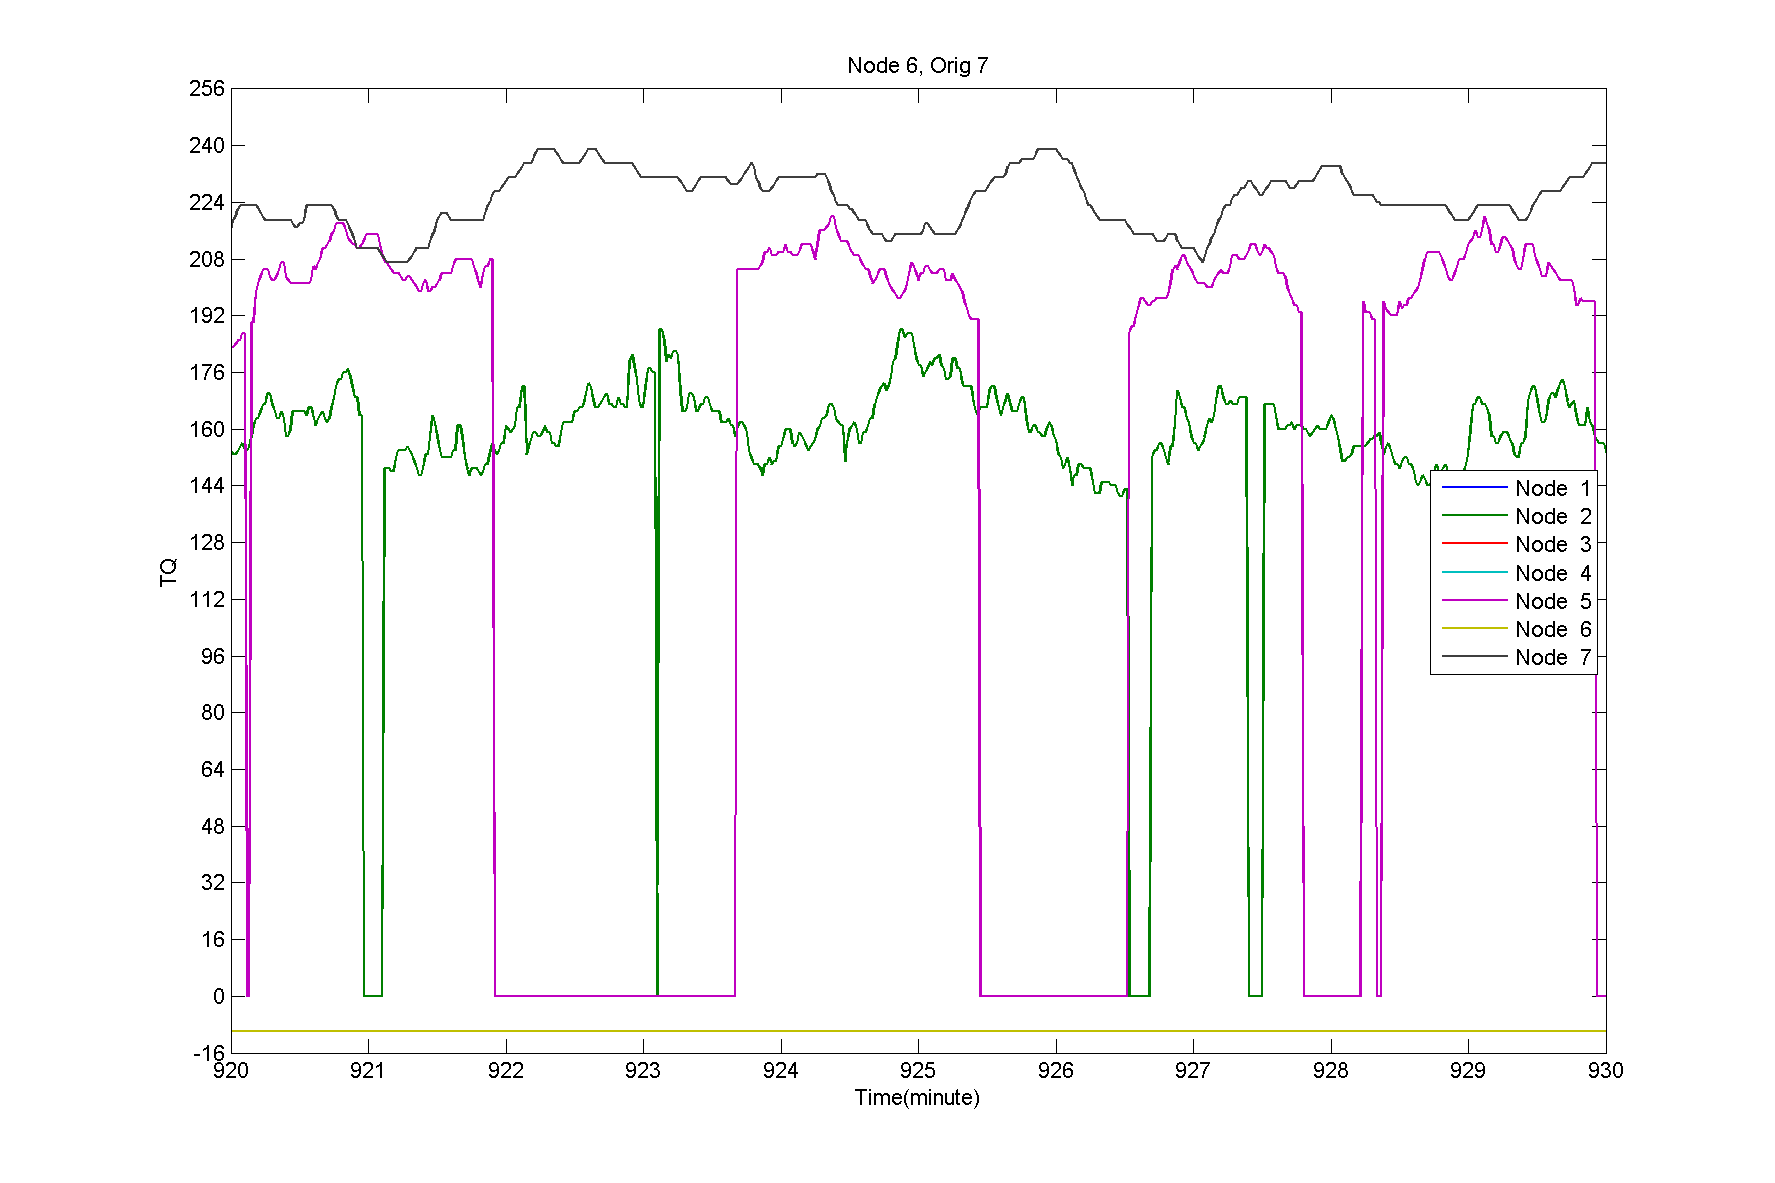 Node 6, Orig 7
256
240
224
208
192
176
160
144
128
112
96
80
64
48
32
16
0
-16
TQ
920 921 922 923 924 925 926 927 928 929 930
Time(minute)
Node 1
Node 2
Node 3
Node 4
Node 5
Node 6
Node 7